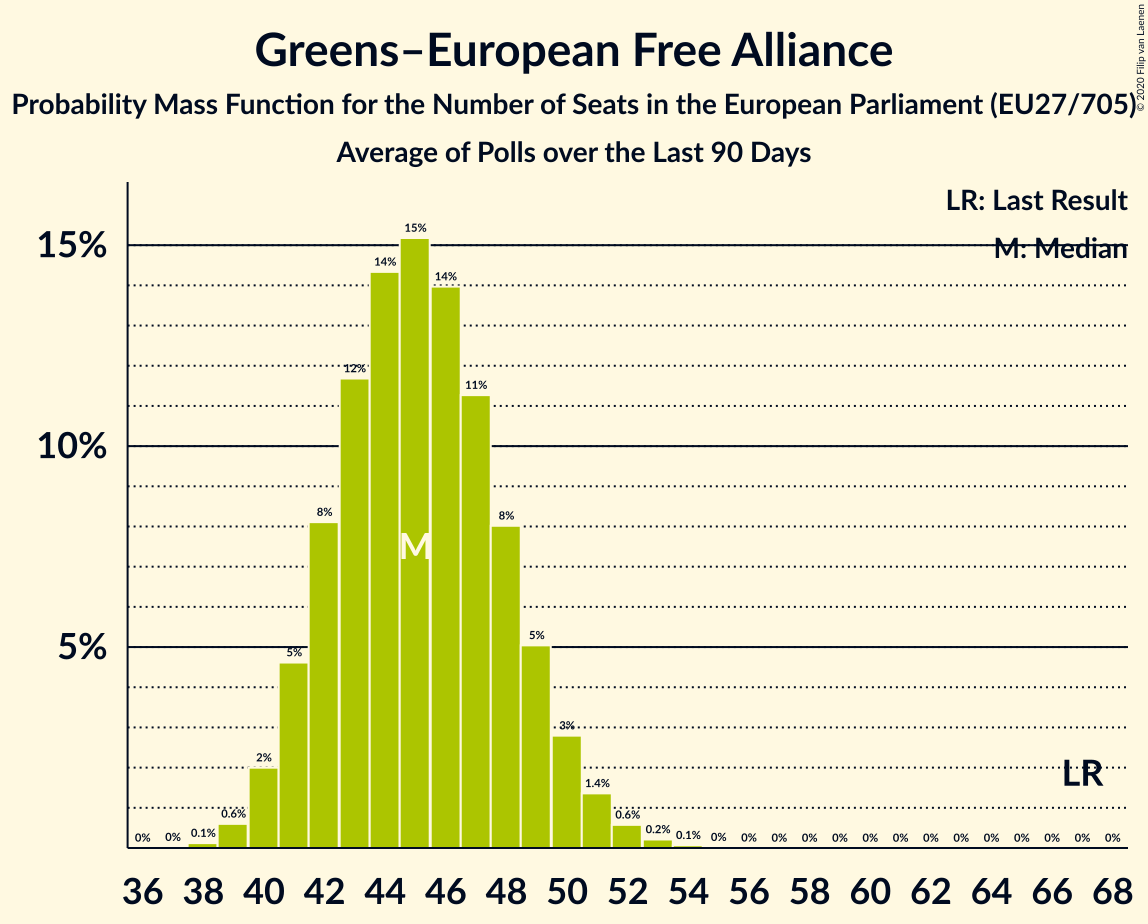 Greens–European Free Alliance
Probability Mass Function for the Number of Seats in the European Parliament (EU27/705)
Average of Polls over the Last 90 Days
© 2020 Filip van Laenen
LR: Last Result
M: Median
15%
10%
5%
0% 0% 0.1% 0.6% 2% 5% 8% 12% 14% 15% 14% 11% 8% 5% 3% 1.4% 0.6% 0.2% 0.1% 0% 0% 0% 0% 0% 0% 0% 0% 0% 0% 0% 0% 0% 0%
M
LR
36 38 40 42 44 46 48 50 52 54 56 58 60 62 64 66 68